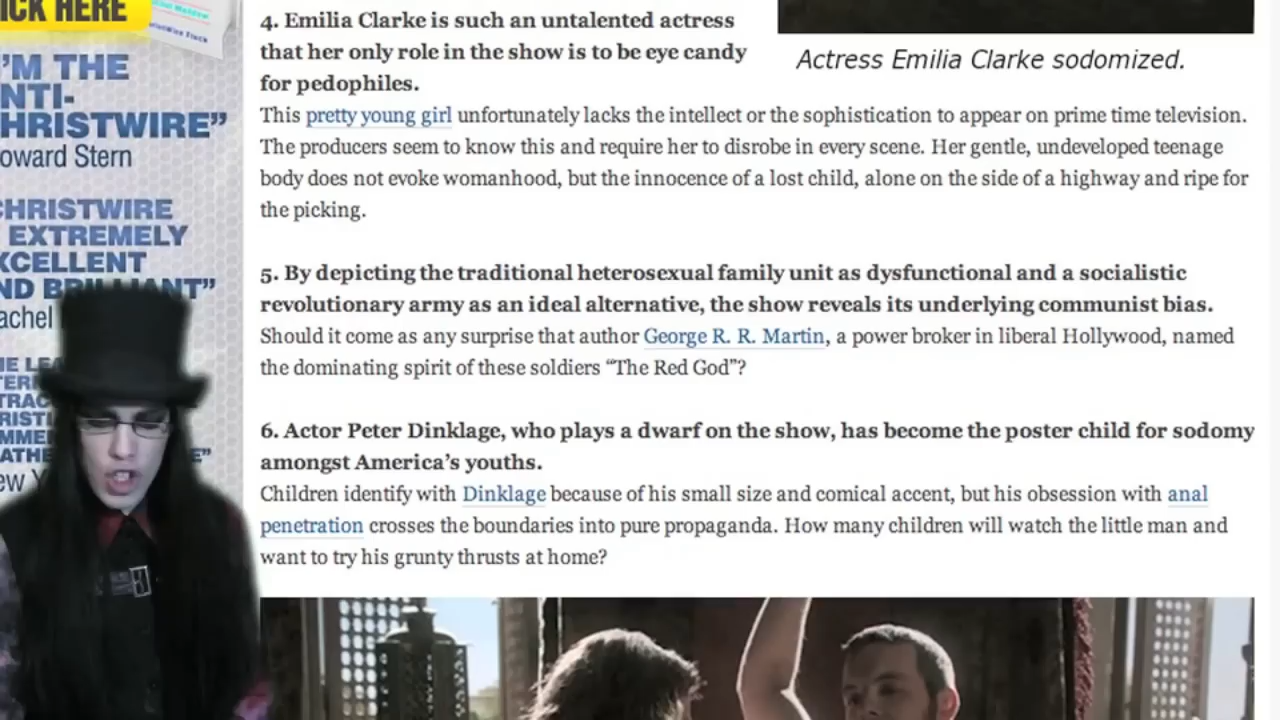 ICK HERE
'M THE
NTI-
HRISTWIRE”
oward Stern
CHRISTWIRE
EXTREMELY
XCELLENT
ND BRILLIANT”
achel
4. Emilia Clarke is such an untalented actress
that her only role in the show is to be eye candy
for pedophiles.
Actress Emilia Clarke sodomized.
This pretty young girl unfortunately lacks the intellect or the sophistication to appear on prime time television.
The producers seem to know this and require her to disrobe in every scene. Her gentle, undeveloped teenage
body does not evoke womanhood, but the innocence of a lost child, alone on the side of a highway and ripe for
the picking.
5. By depicting the traditional heterosexual family unit as dysfunctional and a socialistic
revolutionary army as an ideal alternative, the show reveals its underlying communist bias.
Should it come as any surprise that author George R. R. Martin, a power broker in liberal Hollywood, named
the dominating spirit of these soldiers “The Red God”?
6. Actor Peter Dinklage, who plays a dwarf on the show, has become the poster child for sodomy
amongst America’s youths.
Children identify with Dinklage because of his small size and comical accent, but his obsession with anal
penetration crosses the boundaries into pure propaganda. How many children will watch the little man and
want to try his grunty thrusts at home?